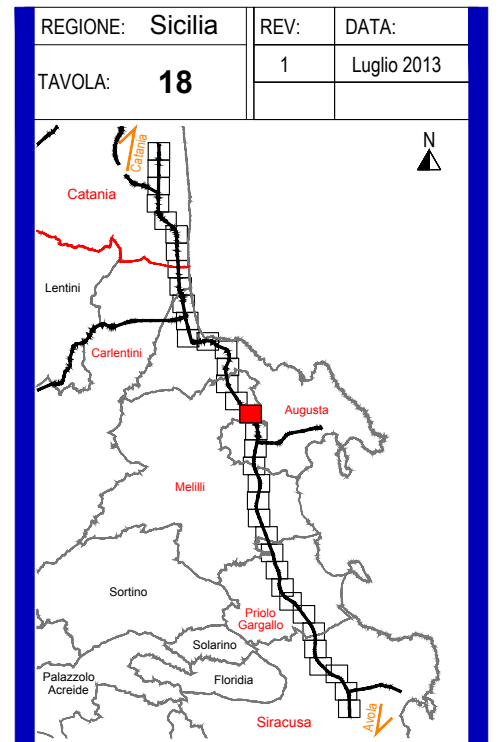 REGIONE: Sicilia REV: DATA:
TAVOLA: 18 1 Luglio 2013
Catania
N
Catania
Lentini
Carlentini
Augusta
Melilli
Sortino
Priolo
Gargallo
Solarino
Palazzolo
Acreide
Floridia
Siracusa
Avola